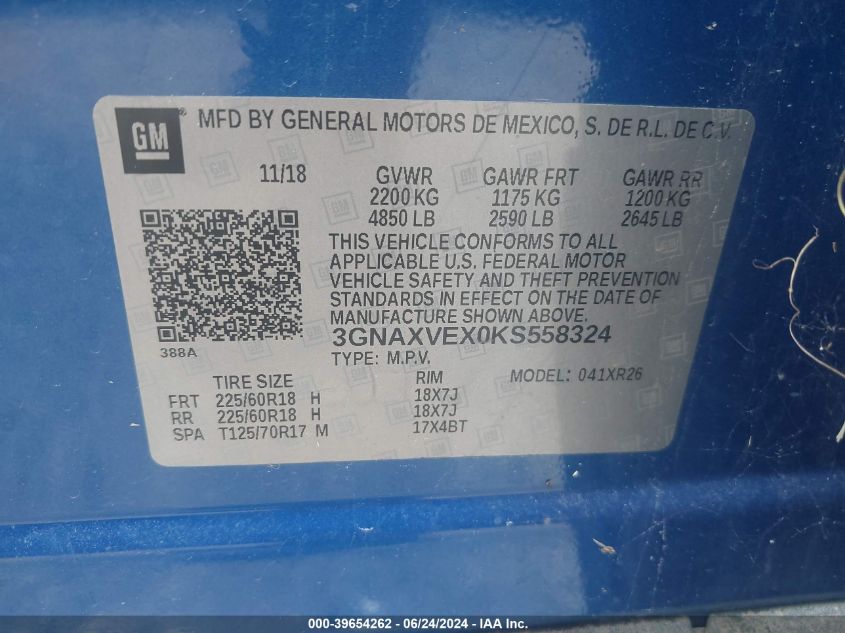 GM ® MFD BY GENERAL MOTORS DE MEXICO, S. DE R.L. DE C.V.
11/18 GVWR GAWR FRT GAWR RR
2200 KG 1175 KG 1200 KG
4850 LB 2590 LB 2645 LB
THIS VEHICLE CONFORMS TO ALL
APPLICABLE U.S. FEDERAL MOTOR
VEHICLE SAFETY AND THEFT PREVENTION
STANDARDS IN EFFECT ON THE DATE OF
MANUFACTURE SHOWN ABOVE.
3GNAXVEX0KS558324
388A
TYPE: M.P.V.
TIRE SIZE RIM MODEL: 041XR26
FRT 225/60R18 H 18X7J
RR 225/60R18 H 18X7J
SPA T125/70R17 M 17X4BT
000-39654262 - 06/24/2024 - IAA Inc.